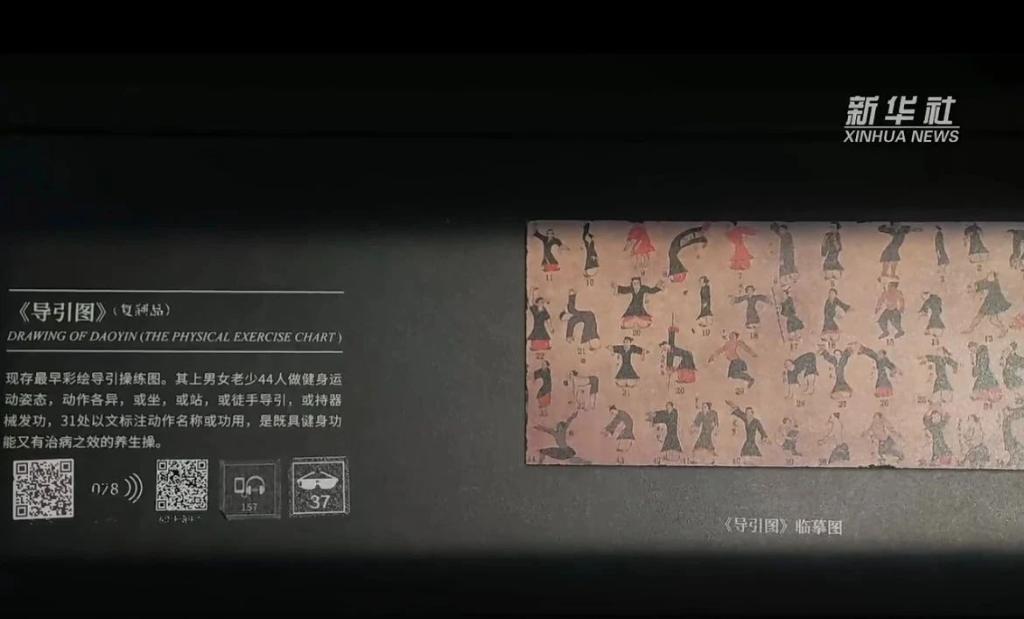 新华社
XINHUA NEWS
《导引图》(复制品)
DRAWING OF DAOYIN (THE PHYSICAL EXERCISE CHART)
现存最早彩绘导引操练图。其上男女老少44人做健身运
动姿态，动作各异，或坐，或站，或徒手导引，或持器
械发功，31处以文标注动作名称或功用，是既具健身功
能又有治病之效的养生操。
028
157
37
《导引图》临摹图